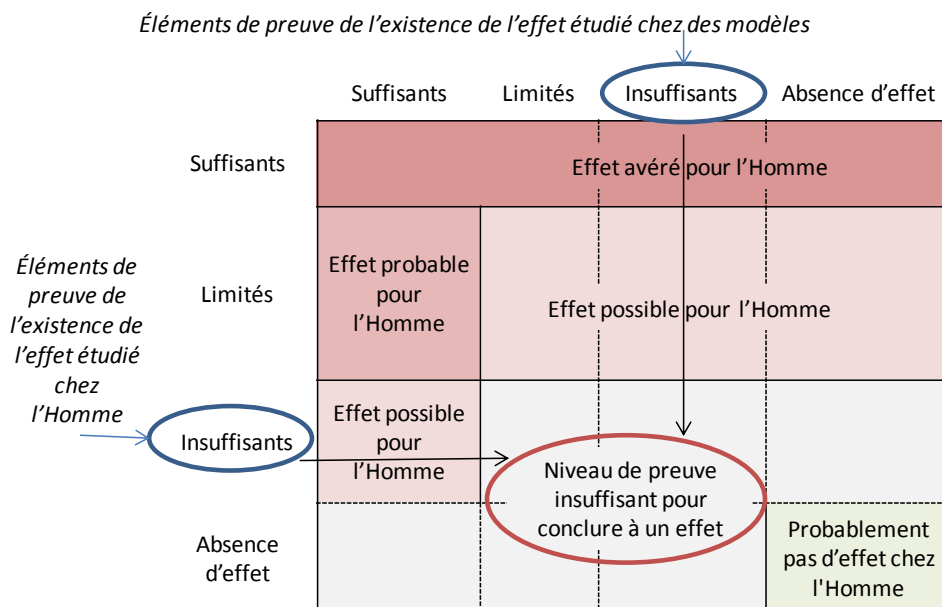 Éléments de preuve de l’existence de l’effet étudié chez des modèles
Suffisants
Limités
Insuffisants
Absence d’effet
Suffisants
Effet avéré pour l’Homme
Éléments de
preuve de
l’existence de
l’effet étudié
chez
l’Homme
Limités
Effet probable
pour
l’Homme
Effet possible pour l’Homme
Insuffisants
Effet possible
pour
l’Homme
Niveau de preuve
insuffisant pour
conclure à un effet
Absence
d’effet
Probablement
pas d’effet chez
l'Homme